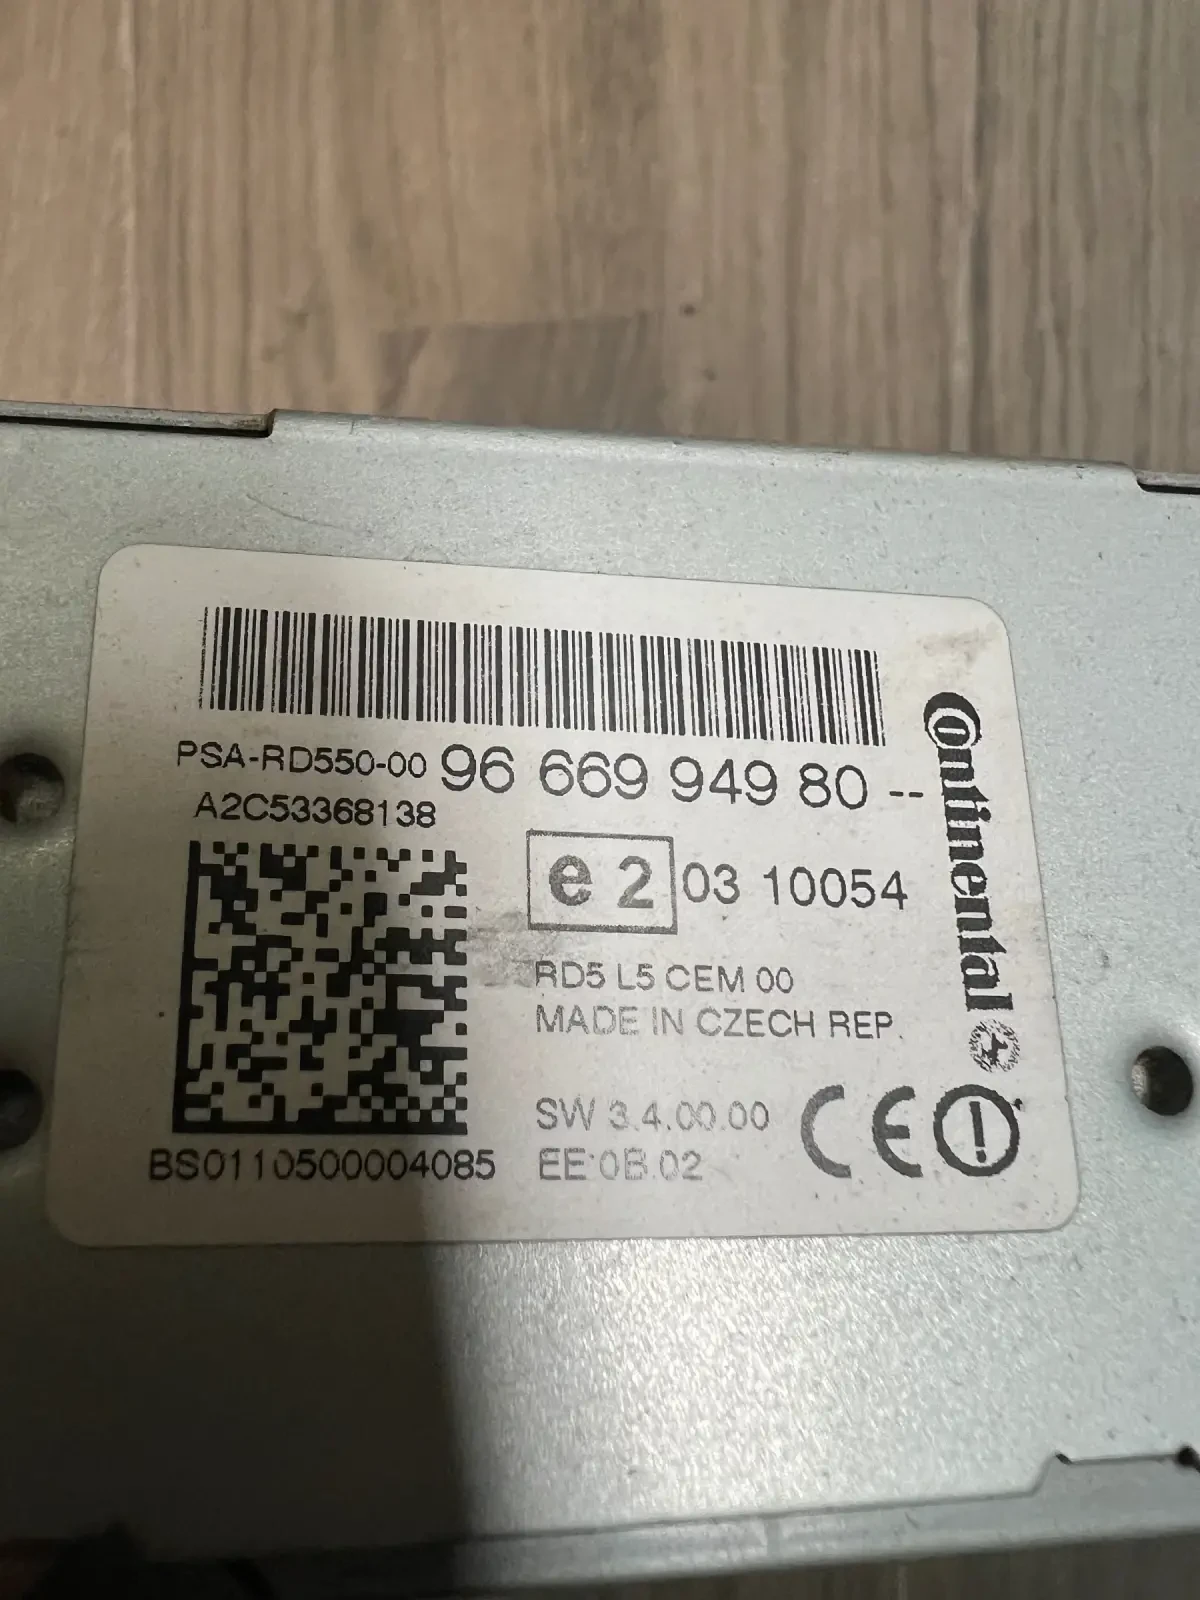 PSA-RD550-00 96 669 949 80 --
A2C53368138
e 2 03 10054
Continental
RD5 L5 CEM 00
MADE IN CZECH REP.
SW 3.4.00.00
BS0110500004085 EE 0B.02
CE